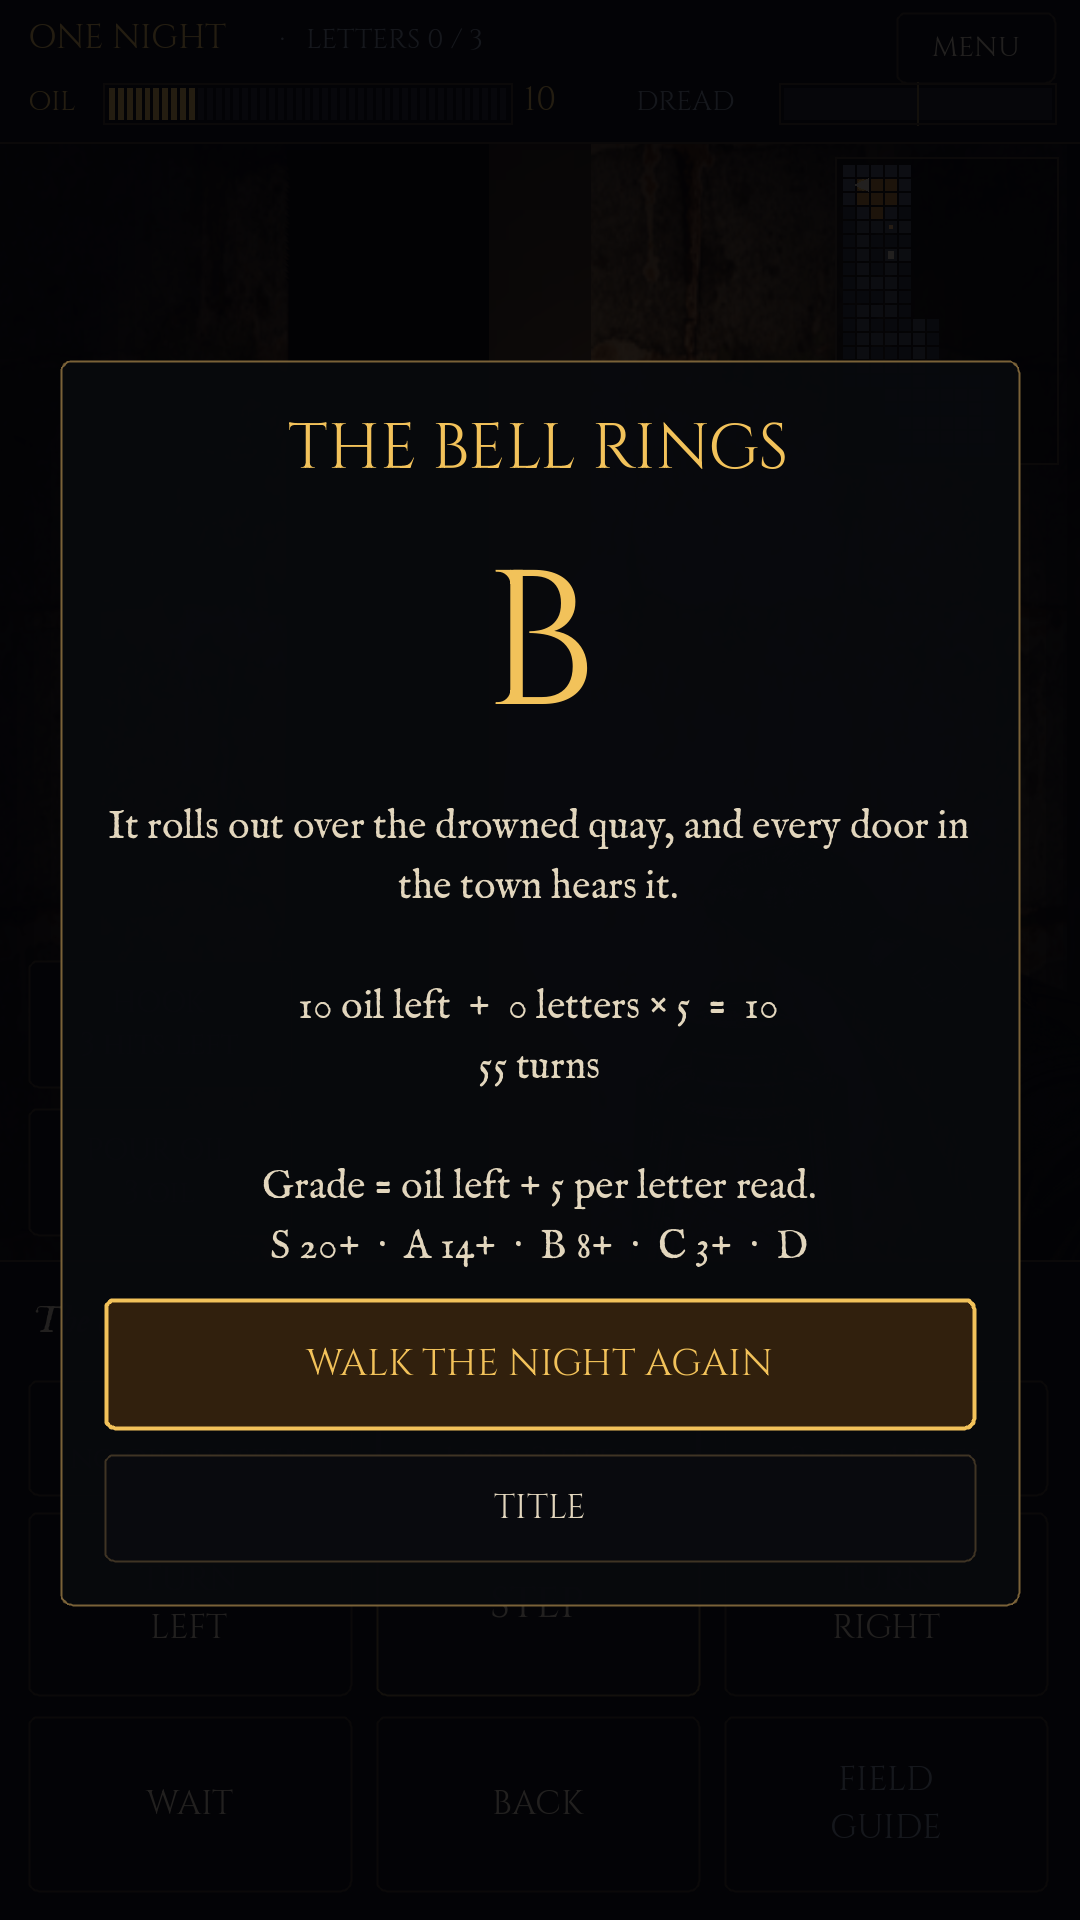 ONE NIGHT · LETTERS 0 / 3
MENU
OIL 10 DREAD
THE BELL RINGS
B
It rolls out over the drowned quay, and every door in
the town hears it.
10 oil left + 0 letters × 5 = 10
55 turns
Grade = oil left + 5 per letter read.
S 20+ · A 14+ · B 8+ · C 3+ · D
WALK THE NIGHT AGAIN
TITLE
LEFT STEP RIGHT
WAIT BACK FIELD
GUIDE